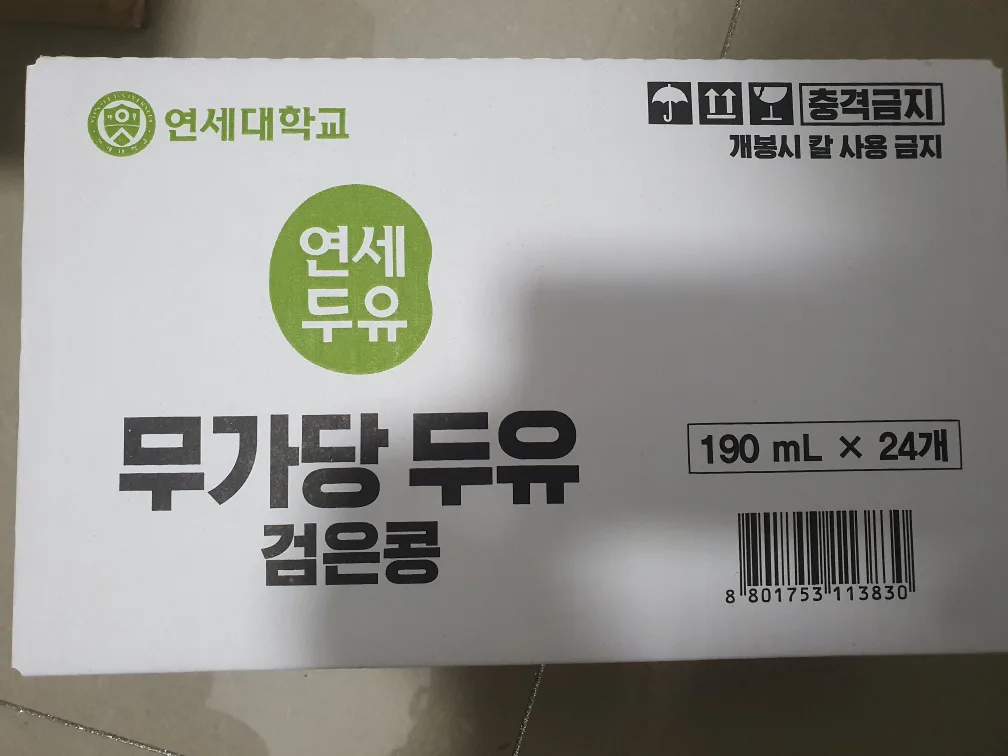 연세대학교
충격금지
개봉시 칼 사용 금지
연세
두유
무가당 두유
검은콩
190 mL × 24개
8 801753 113830